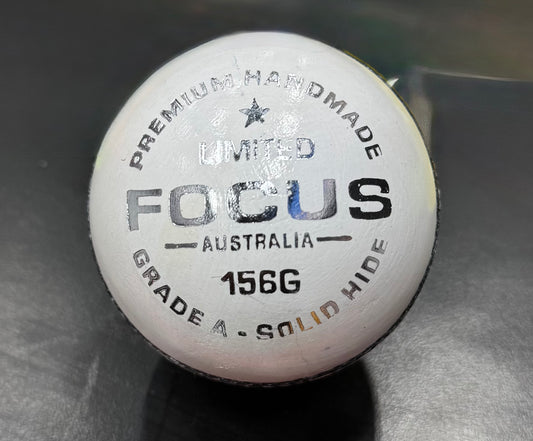 PREMIUM HANDMADE
LIMITED
FOCUS
AUSTRALIA
156G
GRADE A - SOLID HIDE